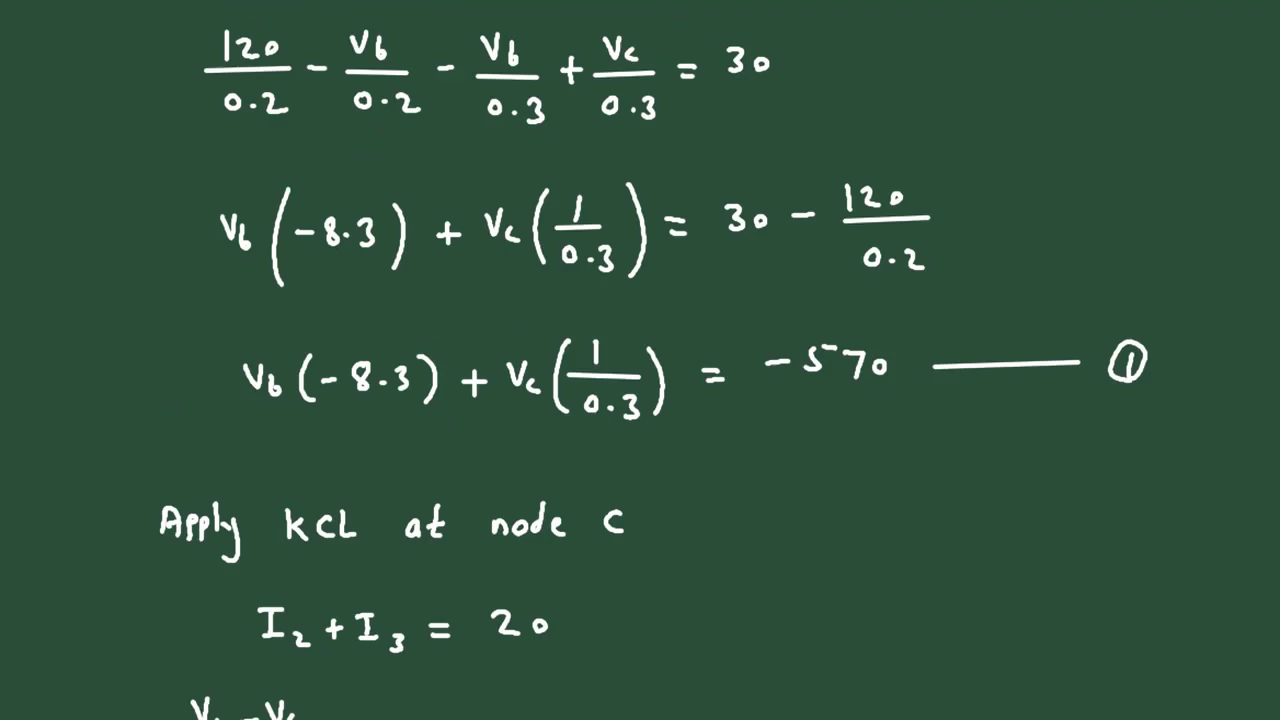 120/0.2 - Vb/0.2 - Vb/0.3 + Vc/0.3 = 30
Vb(-8.3) + Vc(1/0.3) = 30 - 120/0.2
Vb(-8.3) + Vc(1/0.3) = -570 —— ①
Apply KCL at node C
I₂ + I₃ = 20